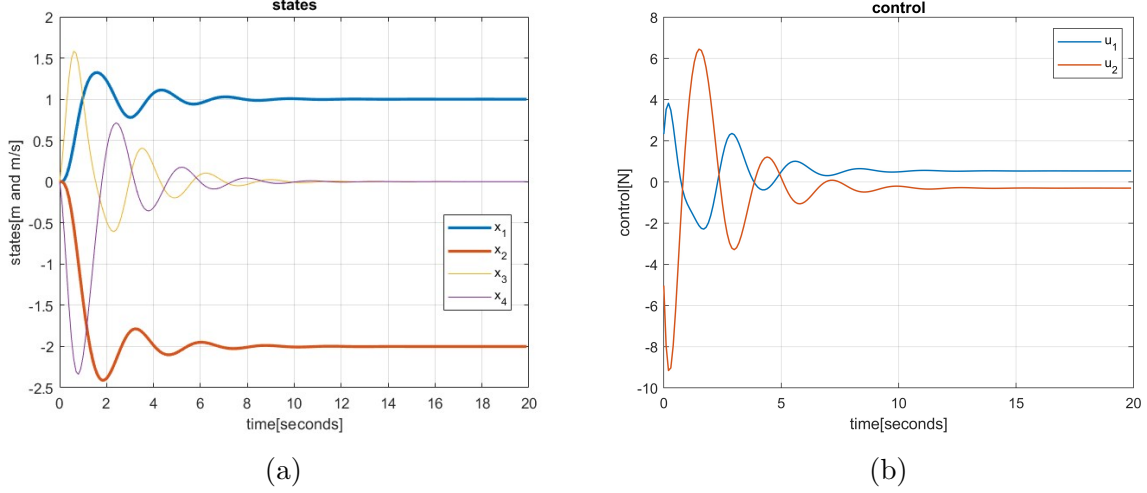 states
2
1.5
1
0.5
0
-0.5
-1
-1.5
-2
-2.5
states[m and m/s]
x1
x2
x3
x4
0 2 4 6 8 10 12 14 16 18 20
time[seconds]
(a)
control
8
6
4
2
0
-2
-4
-6
-8
-10
control[N]
u1
u2
0 5 10 15 20
time[seconds]
(b)